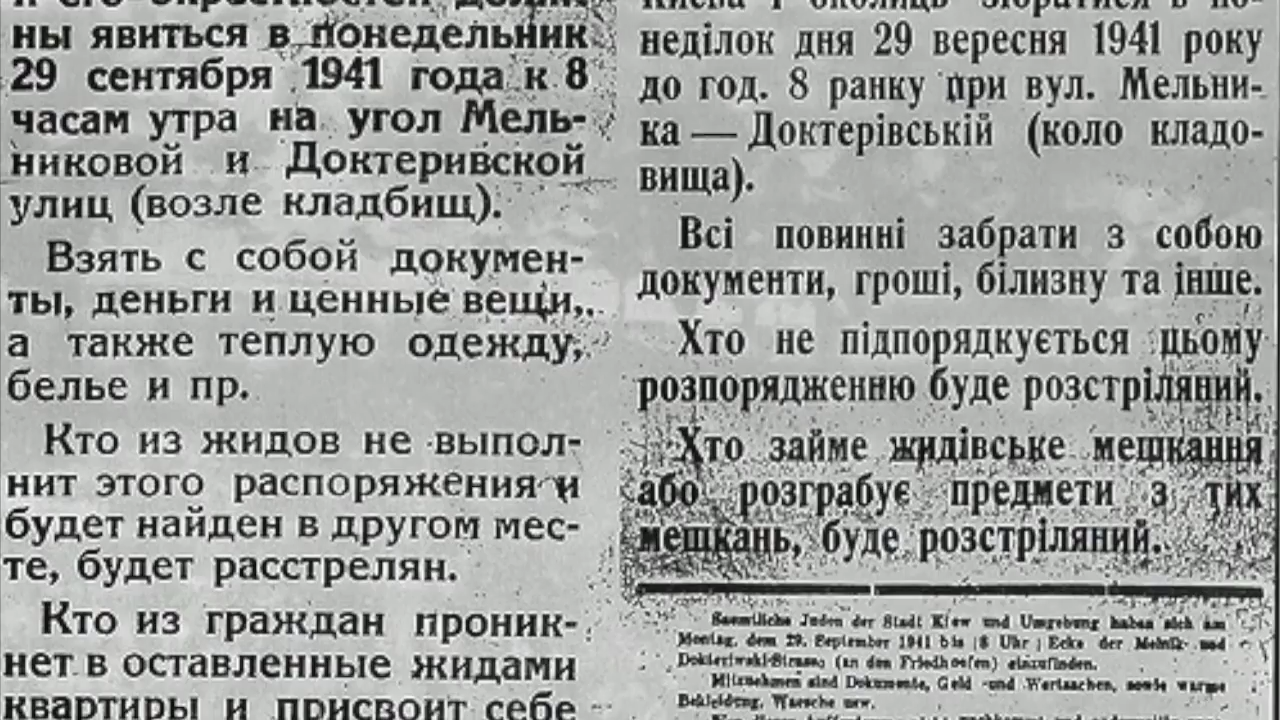 ны явиться в понедельник
29 сентября 1941 года к 8
часам утра на угол Мель-
никовой и Доктеривской
улиц (возле кладбищ).
Взять с собой докумен-
ты, деньги и ценные вещи,
а также теплую одежду,
белье и пр.
Кто из жидов не выпол-
нит этого распоряжения и
будет найден в другом мес-
те, будет расстрелян.
Кто из граждан проник-
нет в оставленные жидами
квартиры и присвоит себе
неділок дня 29 вересня 1941 року
до год. 8 ранку при вул. Мельни-
ка — Доктерівській (коло кладо-
вища).
Всі повинні забрати з собою
документи, гроші, білизну та інше.
Хто не підпорядкується цьому
розпорядженню буде розстріляний.
Хто займе жидівське мешкання
або розграбує предмети з тих
мешкань, буде розстріляний.
Saemtliche Juden der Stadt Kiew und Umgebung haben sich am
Montag, dem 29. September 1941 bis 8 Uhr Ecke der Melnik- und
Dokteriwski-Strasse (an den Friedhoefen) einzufinden.
Mitzunehmen sind Dokumente, Geld und Wertsachen, sowie warme
Bekleidung, Waesche usw.